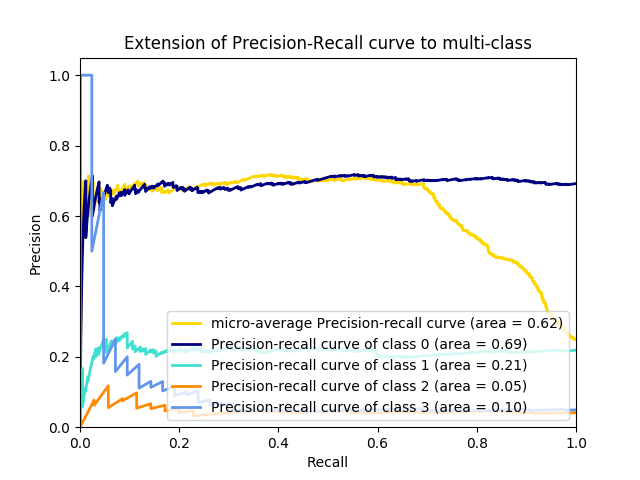 Extension of Precision-Recall curve to multi-class
1.0
0.8
0.6
0.4
0.2
0.0
Precision
micro-average Precision-recall curve (area = 0.62)
Precision-recall curve of class 0 (area = 0.69)
Precision-recall curve of class 1 (area = 0.21)
Precision-recall curve of class 2 (area = 0.05)
Precision-recall curve of class 3 (area = 0.10)
0.0 0.2 0.4 0.6 0.8 1.0
Recall